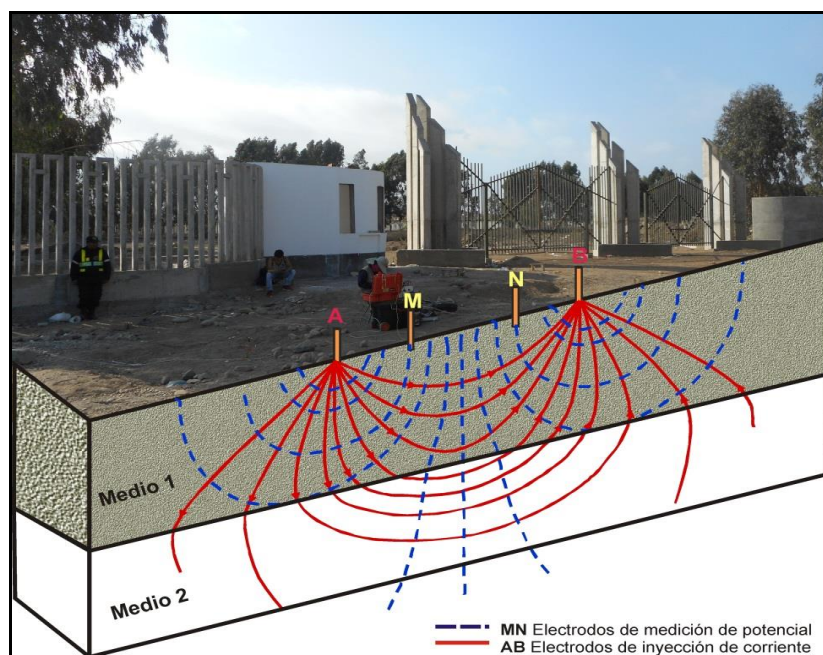 B
N
M
A
Medio 1
Medio 2
MN Electrodos de medición de potencial
AB Electrodos de inyección de corriente